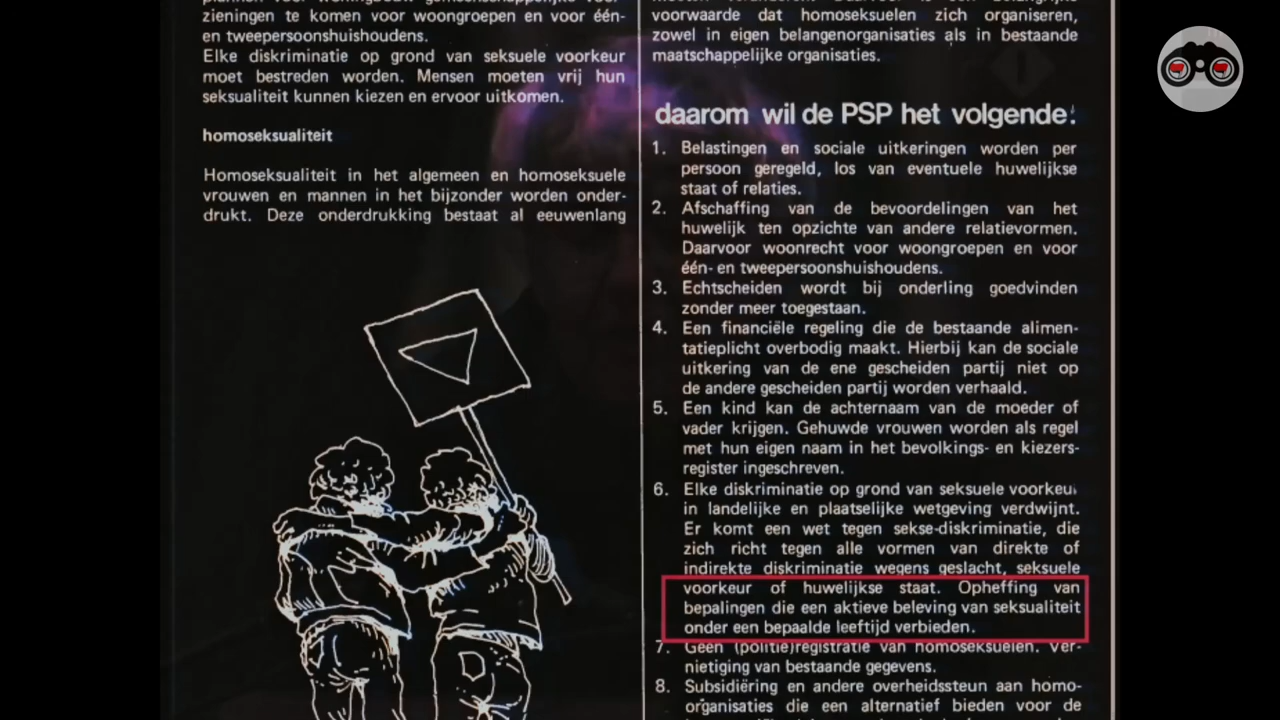 zieningen te komen voor woongroepen en voor één-
en tweepersoonshuishoudens.
Elke diskriminatie op grond van seksuele voorkeur
moet bestreden worden. Mensen moeten vrij hun
seksualiteit kunnen kiezen en ervoor uitkomen.
homoseksualiteit
Homoseksualiteit in het algemeen en homoseksuele
vrouwen en mannen in het bijzonder worden onder-
drukt. Deze onderdrukking bestaat al eeuwenlang
voorwaarde dat homoseksuelen zich organiseren,
zowel in eigen belangenorganisaties als in bestaande
maatschappelijke organisaties.
daarom wil de PSP het volgende:
1. Belastingen en sociale uitkeringen worden per
persoon geregeld, los van eventuele huwelijkse
staat of relaties.
2. Afschaffing van de bevoordelingen van het
huwelijk ten opzichte van andere relatievormen.
Daarvoor woonrecht voor woongroepen en voor
één- en tweepersoonshuishoudens.
3. Echtscheiden wordt bij onderling goedvinden
zonder meer toegestaan.
4. Een financiële regeling die de bestaande alimen-
tatieplicht overbodig maakt. Hierbij kan de sociale
uitkering van de ene gescheiden partij niet op
de andere gescheiden partij worden verhaald.
5. Een kind kan de achternaam van de moeder of
vader krijgen. Gehuwde vrouwen worden als regel
met hun eigen naam in het bevolkings- en kiezers-
register ingeschreven.
6. Elke diskriminatie op grond van seksuele voorkeur
in landelijke en plaatselijke wetgeving verdwijnt.
Er komt een wet tegen sekse-diskriminatie, die
zich richt tegen alle vormen van direkte of
indirekte diskriminatie wegens geslacht, seksuele
voorkeur of huwelijkse staat. Opheffing van
bepalingen die een aktieve beleving van seksualiteit
onder een bepaalde leeftijd verbieden.
7. Geen (politie)registratie van homoseksuelen. Ver-
nietiging van bestaande gegevens.
8. Subsidiëring en andere overheidssteun aan homo-
organisaties die een alternatief bieden voor de